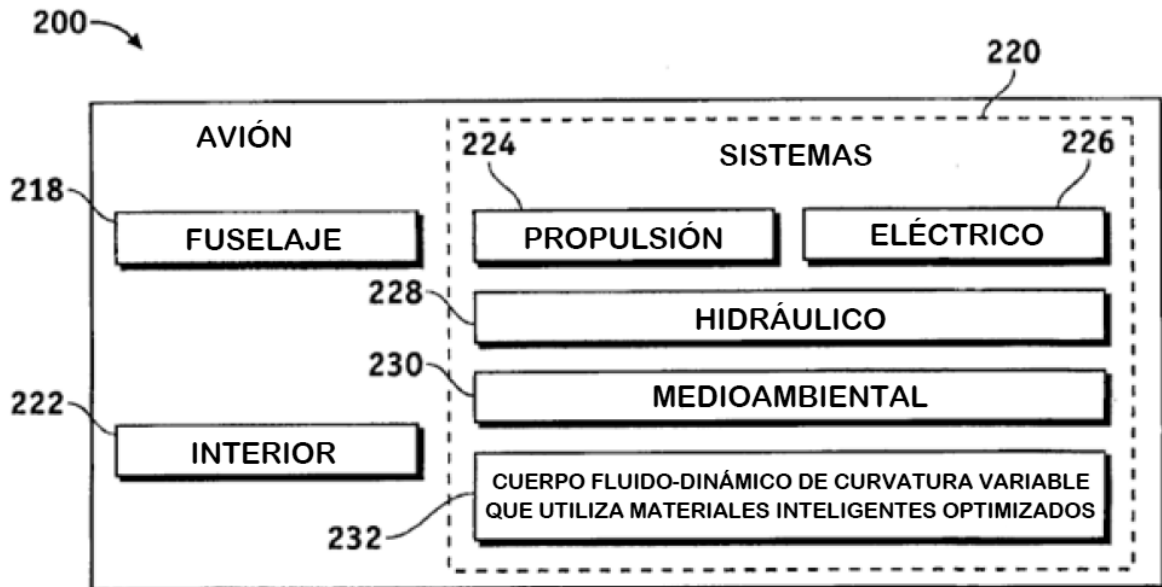 200
220
AVIÓN
SISTEMAS
224
226
218
FUSELAJE
PROPULSIÓN
ELÉCTRICO
228
HIDRÁULICO
230
MEDIOAMBIENTAL
222
INTERIOR
CUERPO FLUIDO-DINÁMICO DE CURVATURA VARIABLE
QUE UTILIZA MATERIALES INTELIGENTES OPTIMIZADOS
232